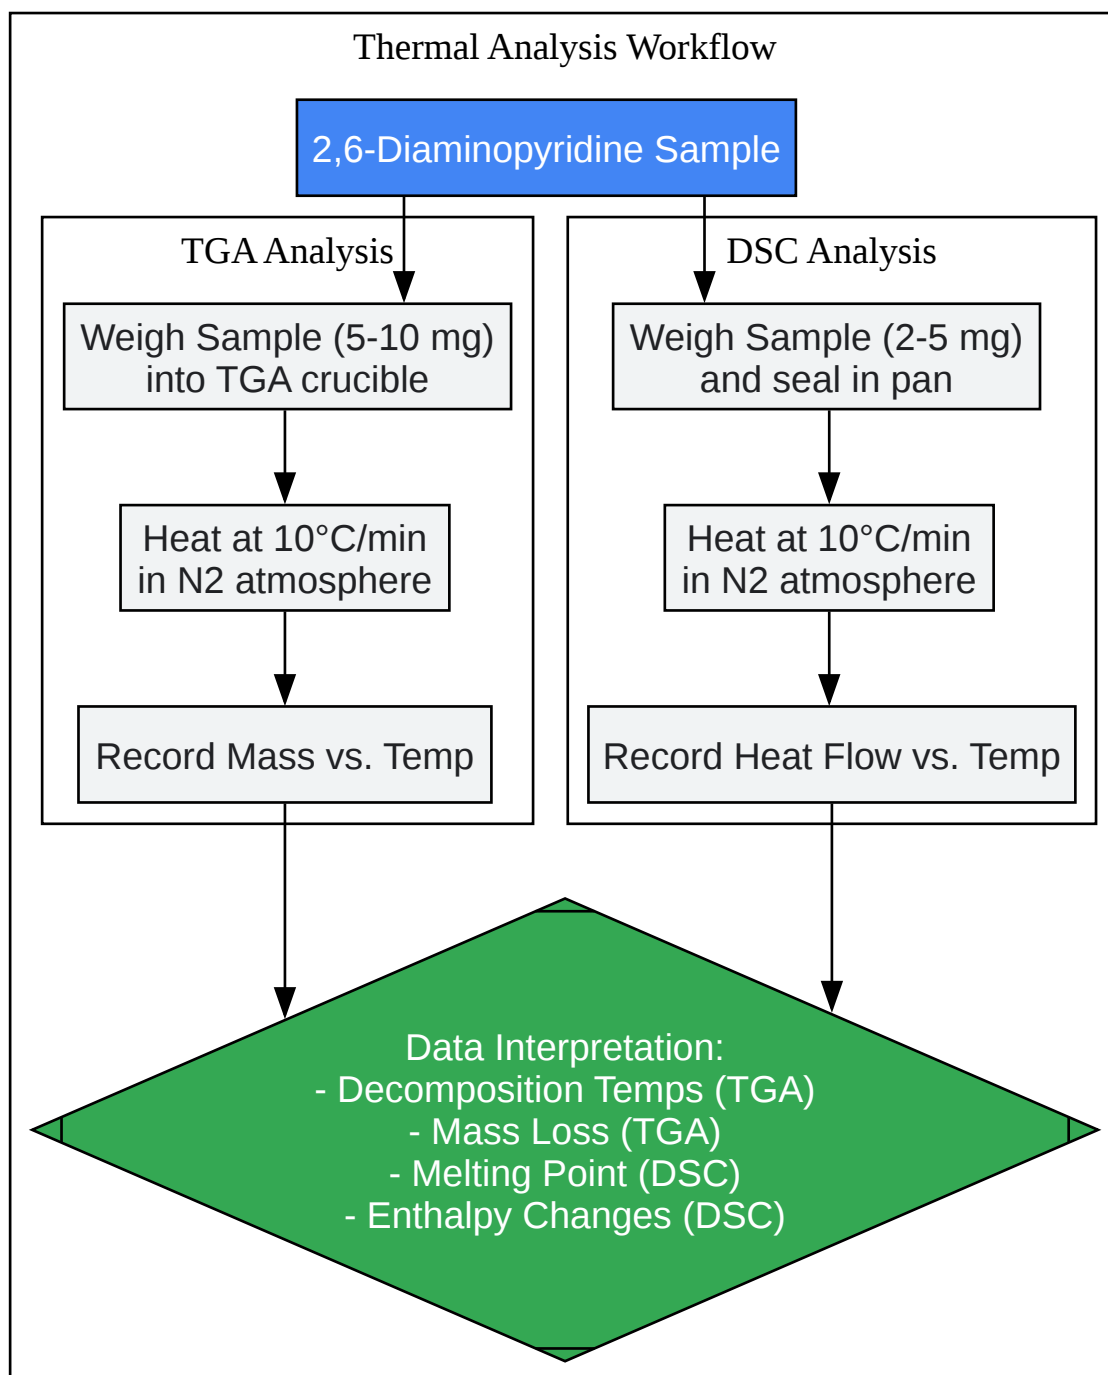 Thermal Analysis Workflow
2,6-Diaminopyridine Sample
TGA Analysis
Weigh Sample (5-10 mg)
into TGA crucible
Heat at 10°C/min
in N2 atmosphere
Record Mass vs. Temp
DSC Analysis
Weigh Sample (2-5 mg)
and seal in pan
Heat at 10°C/min
in N2 atmosphere
Record Heat Flow vs. Temp
Data Interpretation:
- Decomposition Temps (TGA)
- Mass Loss (TGA)
- Melting Point (DSC)
- Enthalpy Changes (DSC)